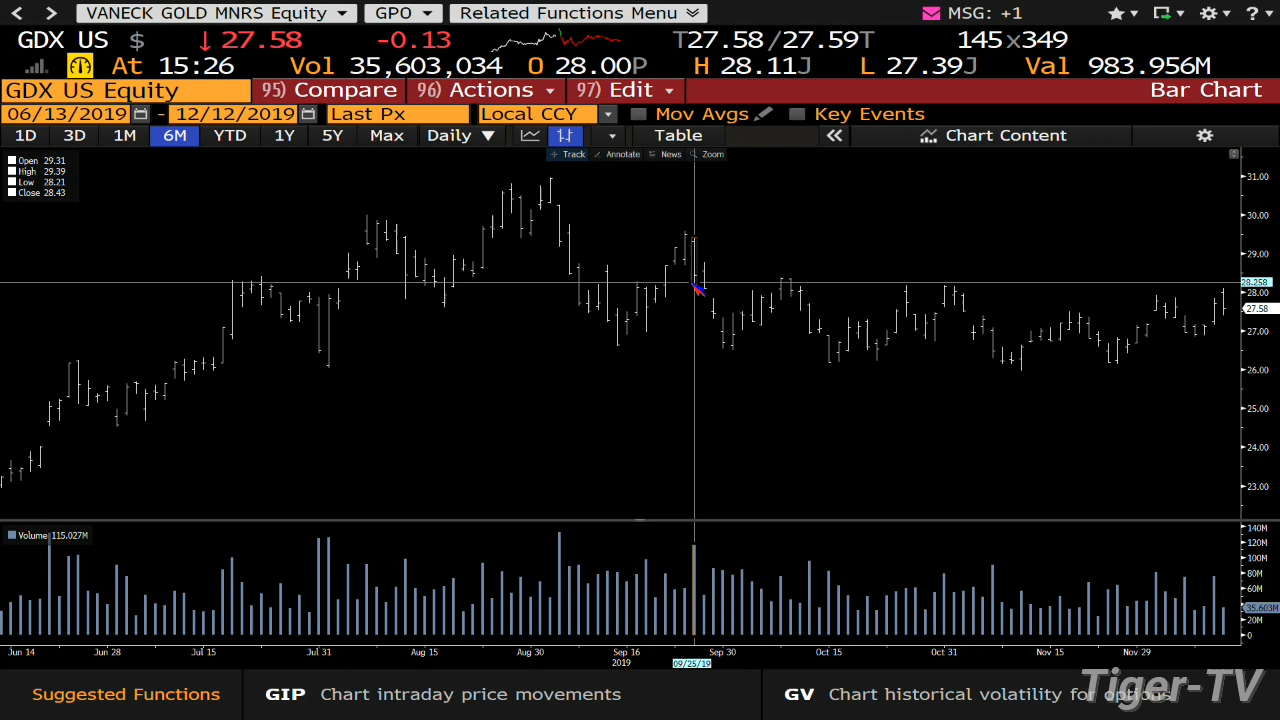 VANECK GOLD MNRS Equity GPO Related Functions Menu MSG: +1 ?
GDX US $ ↓ 27.58 -0.13 T27.58/27.59T 145x349
At 15:26 Vol 35,603,034 O 28.00P H 28.11J L 27.39J Val 983.956M
GDX US Equity 95) Compare 96) Actions 97) Edit Bar Chart
06/13/2019 - 12/12/2019 Last Px Local CCY Mov Avgs Key Events
1D 3D 1M 6M YTD 1Y 5Y Max Daily ▼ Table Chart Content
Track Annotate News Zoom
Open 29.31
High 29.39
Low 28.21
Close 28.43
31.00
30.00
29.00
28.258
28.00
27.58
27.00
26.00
25.00
24.00
23.00
Volume 115.027M
140M
120M
100M
80M
60M
35.603M
20M
0
Jun 14 Jun 28 Jul 15 Jul 31 Aug 15 Aug 30 Sep 16 Sep 30 Oct 15 Oct 31 Nov 15 Nov 29
2019 09/25/19
Suggested Functions GIP Chart intraday price movements GV Chart historical volatility for options
Tiger-TV